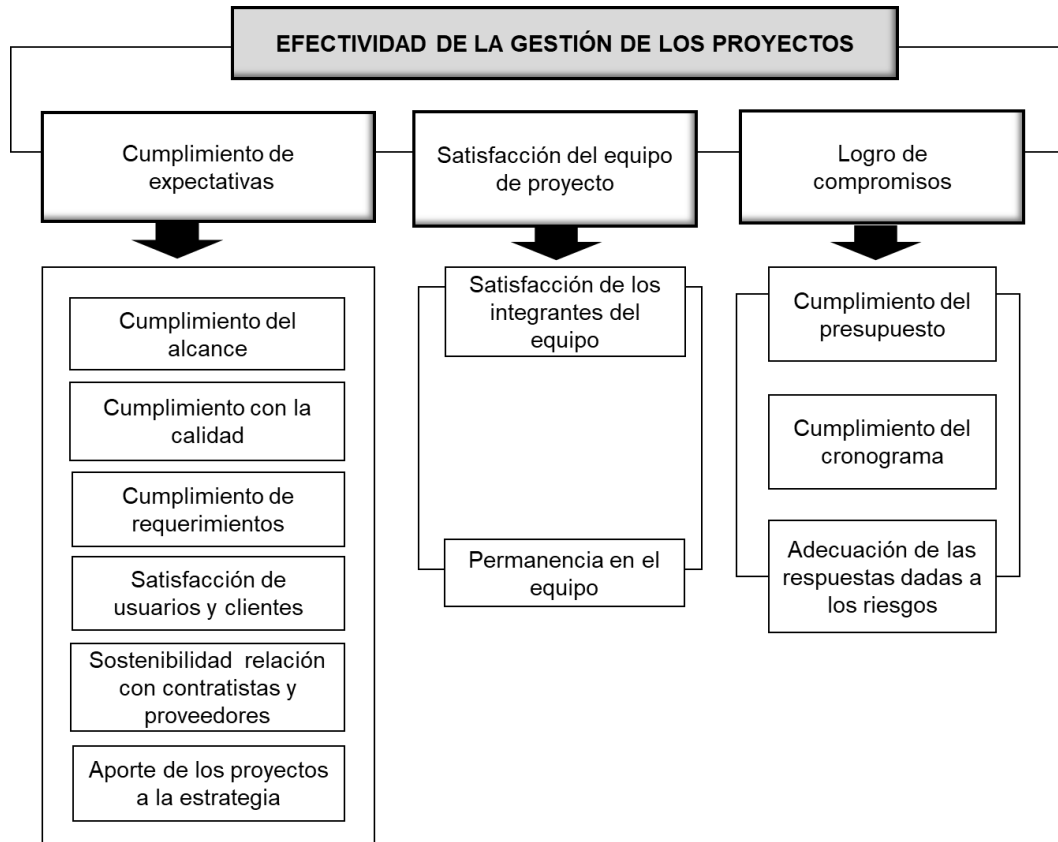 EFECTIVIDAD DE LA GESTIÓN DE LOS PROYECTOS
Cumplimiento de
expectativas
Satisfacción del equipo
de proyecto
Logro de
compromisos
Cumplimiento del
alcance
Cumplimiento con la
calidad
Cumplimiento de
requerimientos
Satisfacción de
usuarios y clientes
Sostenibilidad relación
con contratistas y
proveedores
Aporte de los proyectos
a la estrategia
Satisfacción de los
integrantes del
equipo
Permanencia en el
equipo
Cumplimiento del
presupuesto
Cumplimiento del
cronograma
Adecuación de las
respuestas dadas a
los riesgos